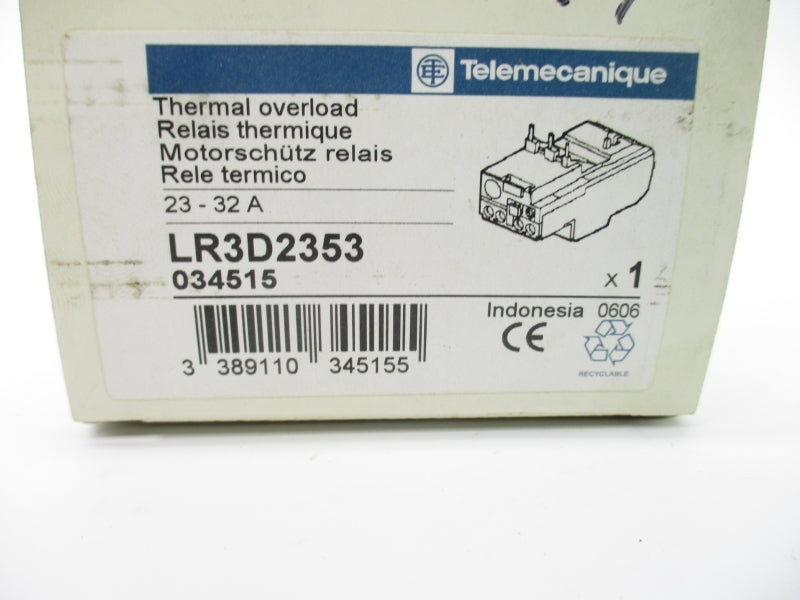 Telemecanique
Thermal overload
Relais thermique
Motorschütz relais
Rele termico
23 - 32 A
LR3D2353
034515
x 1
Indonesia 0606
CE
3 389110 345155
RECYCLABLE